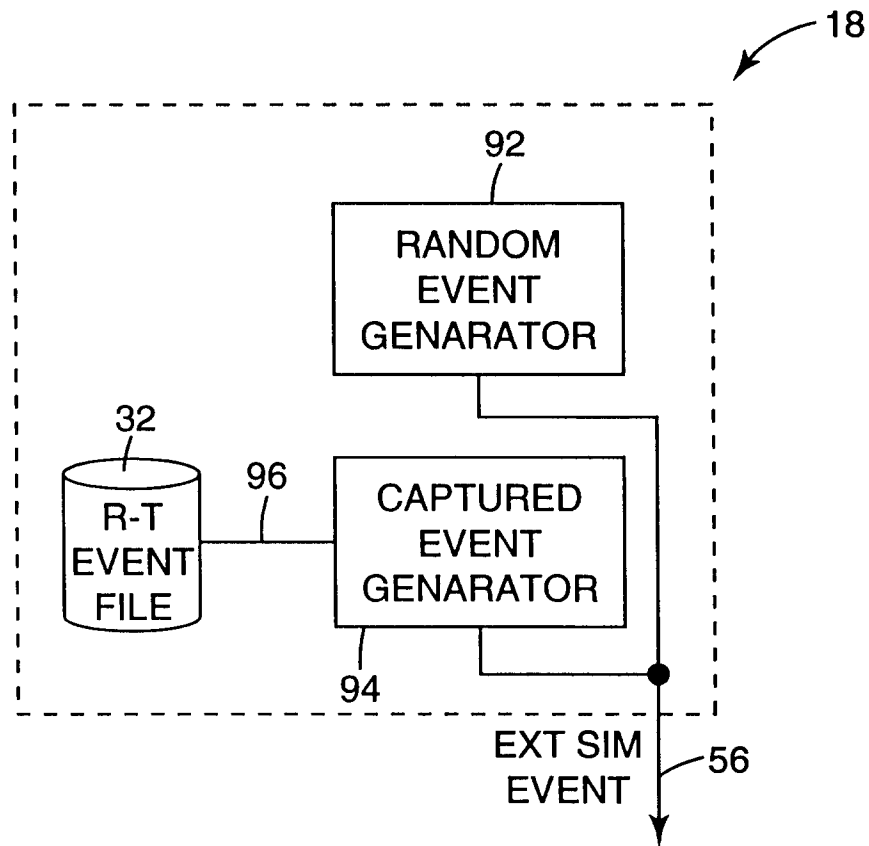 18
92
RANDOM
EVENT
GENARATOR
32
R-T
EVENT
FILE
96
CAPTURED
EVENT
GENARATOR
94
EXT SIM
EVENT
56